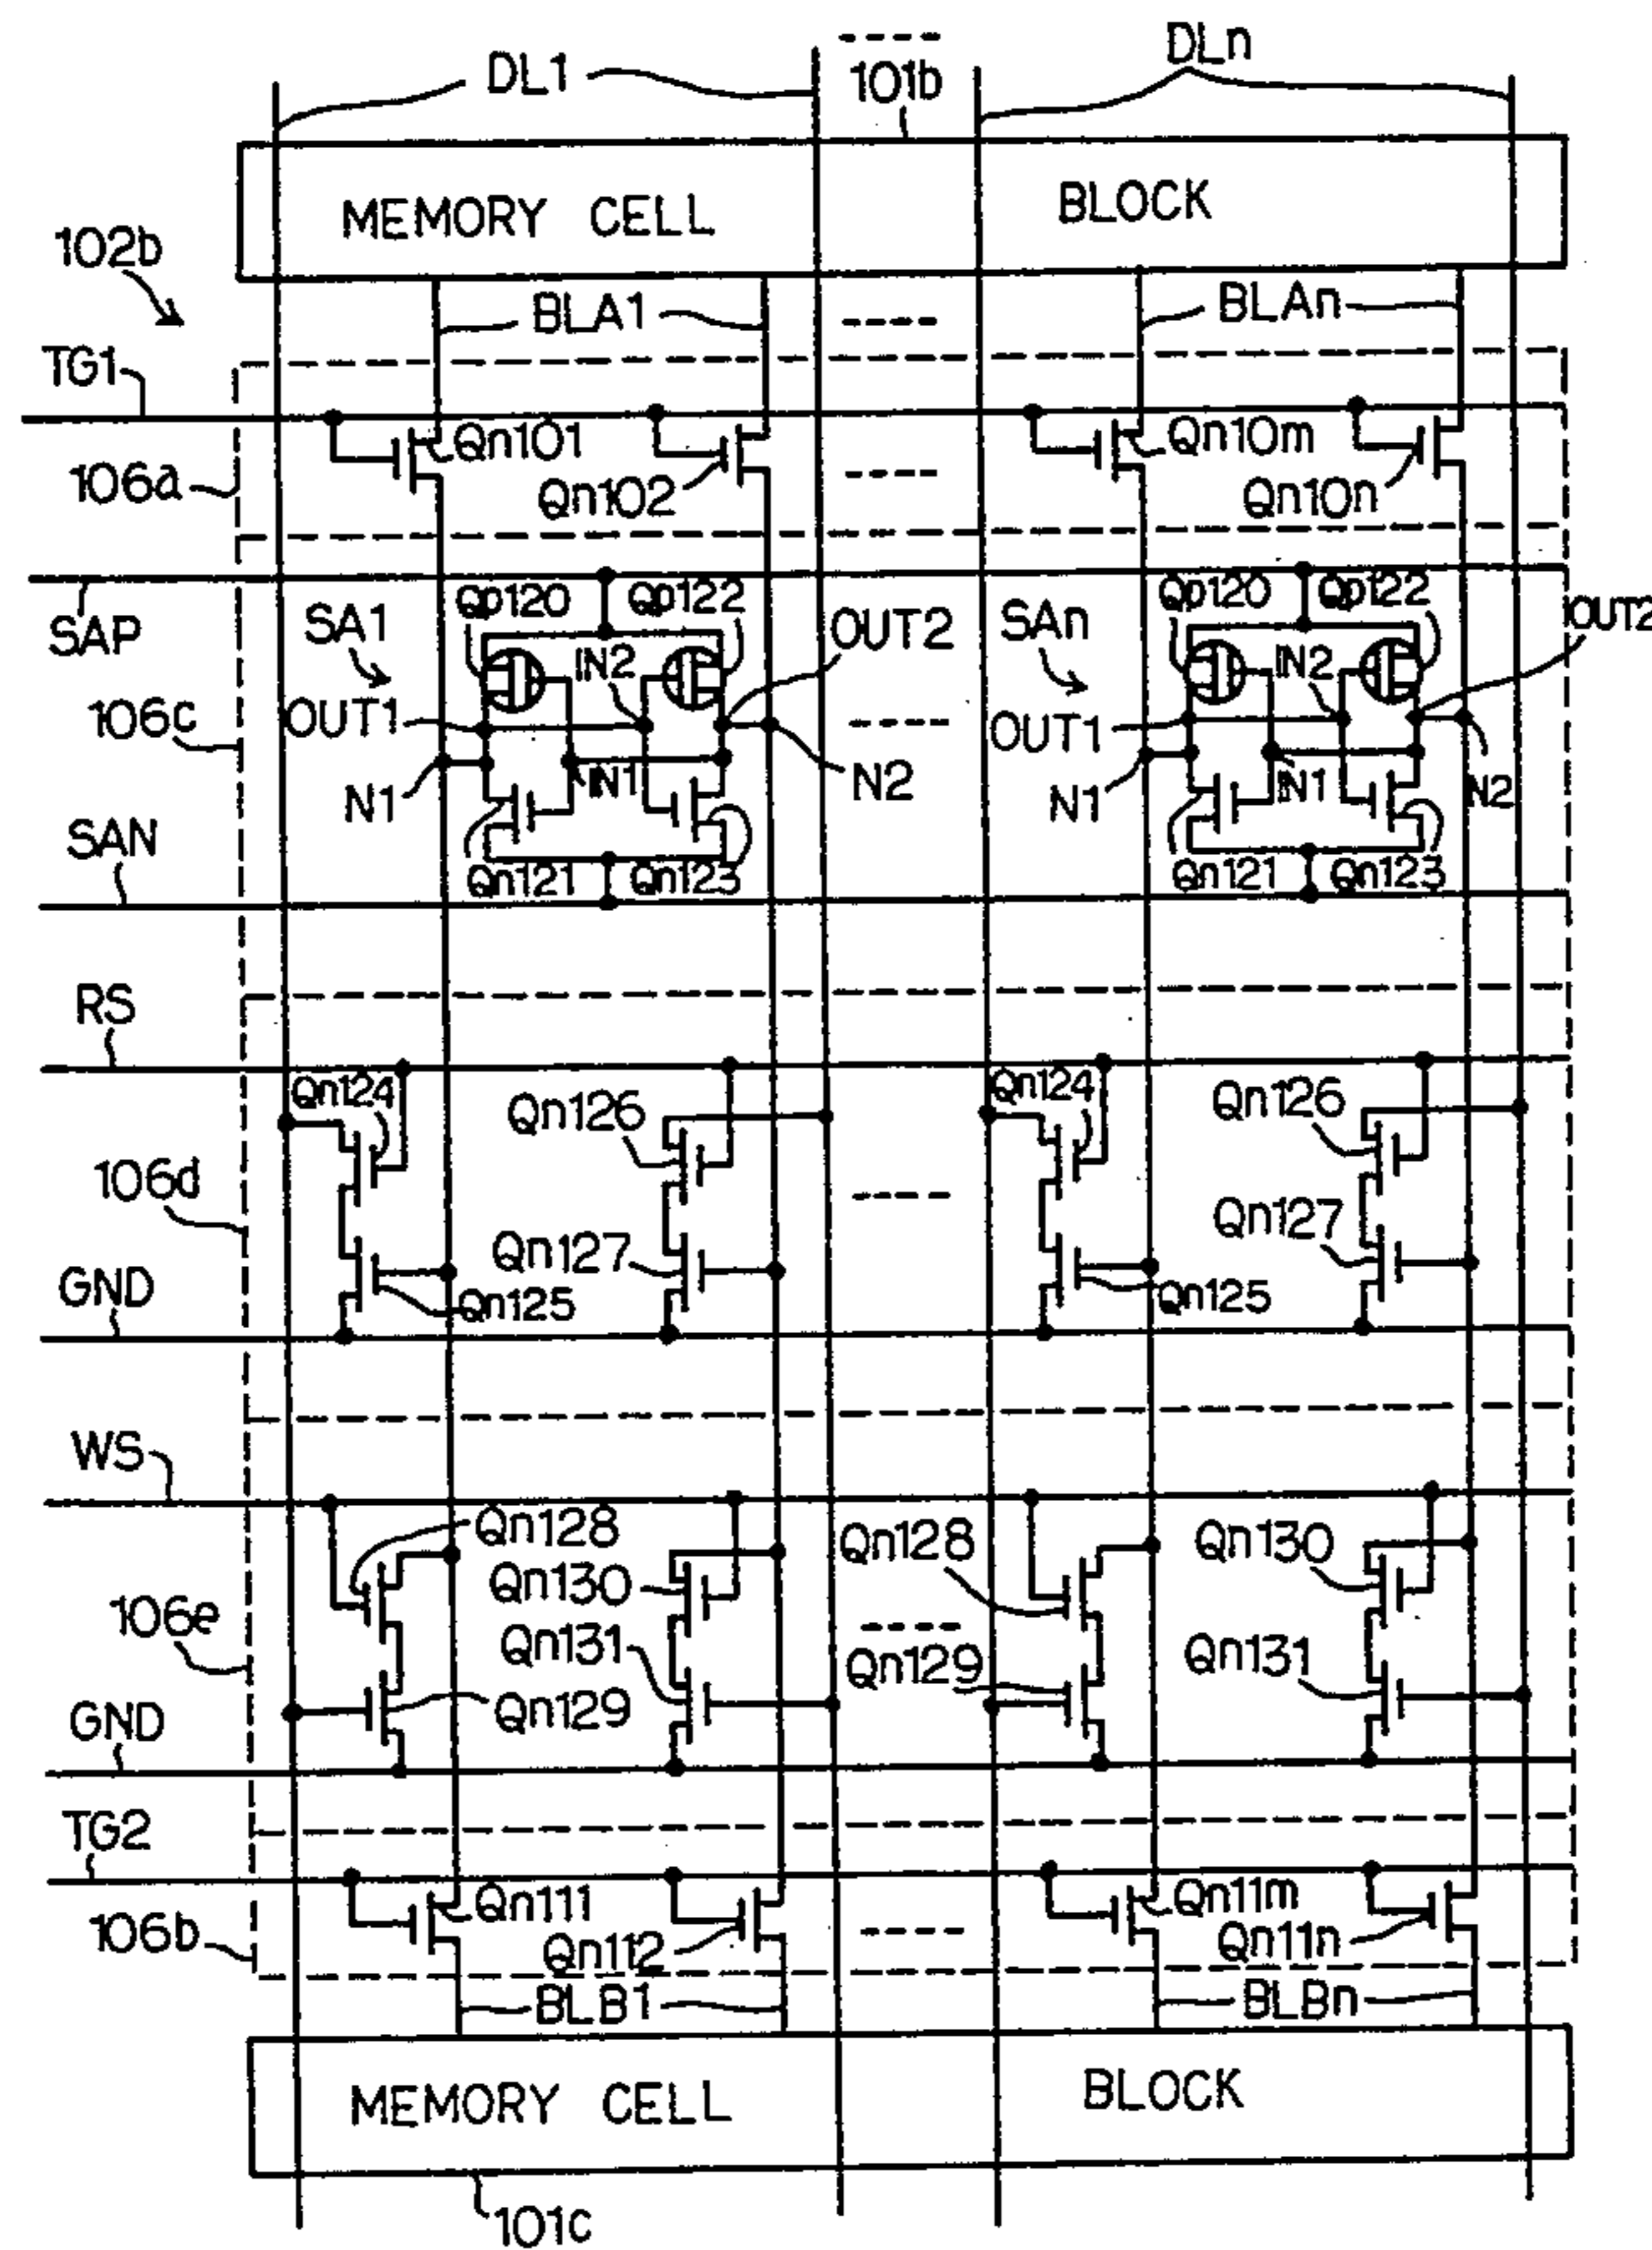 DL1
101b
DLn
MEMORY CELL BLOCK
102b
BLA1
BLAn
TG1
Qn101
Qn10m
106a
Qn102
Qn10n
SAP
Qp120 Qp122
Qp120 Qp122
SA1
OUT2
SAn
OUT2
IN2
IN2
106c
OUT1
OUT1
N1
IN1
N2
N1
IN1
N2
SAN
Qn121 Qn123
Qn121 Qn123
RS
Qn124
Qn126
Qn124
Qn126
106d
Qn127
Qn127
GND
Qn125
Qn125
WS
Qn128
Qn128
Qn130
Qn130
106e
Qn131
Qn129
Qn131
Qn129
GND
TG2
Qn111
Qn11m
106b
Qn112
Qn11n
BLB1
BLBn
MEMORY CELL BLOCK
101c